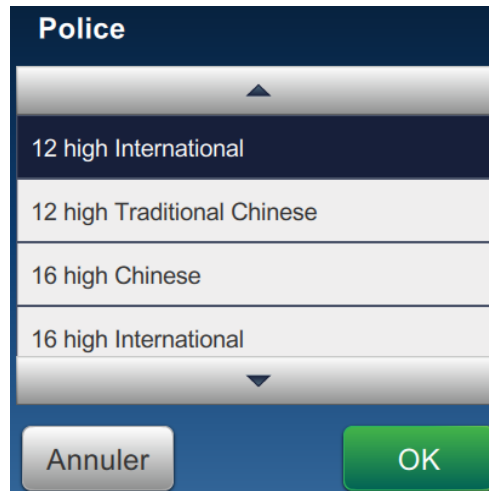 Police
12 high International
12 high Traditional Chinese
16 high Chinese
16 high International
Annuler
OK